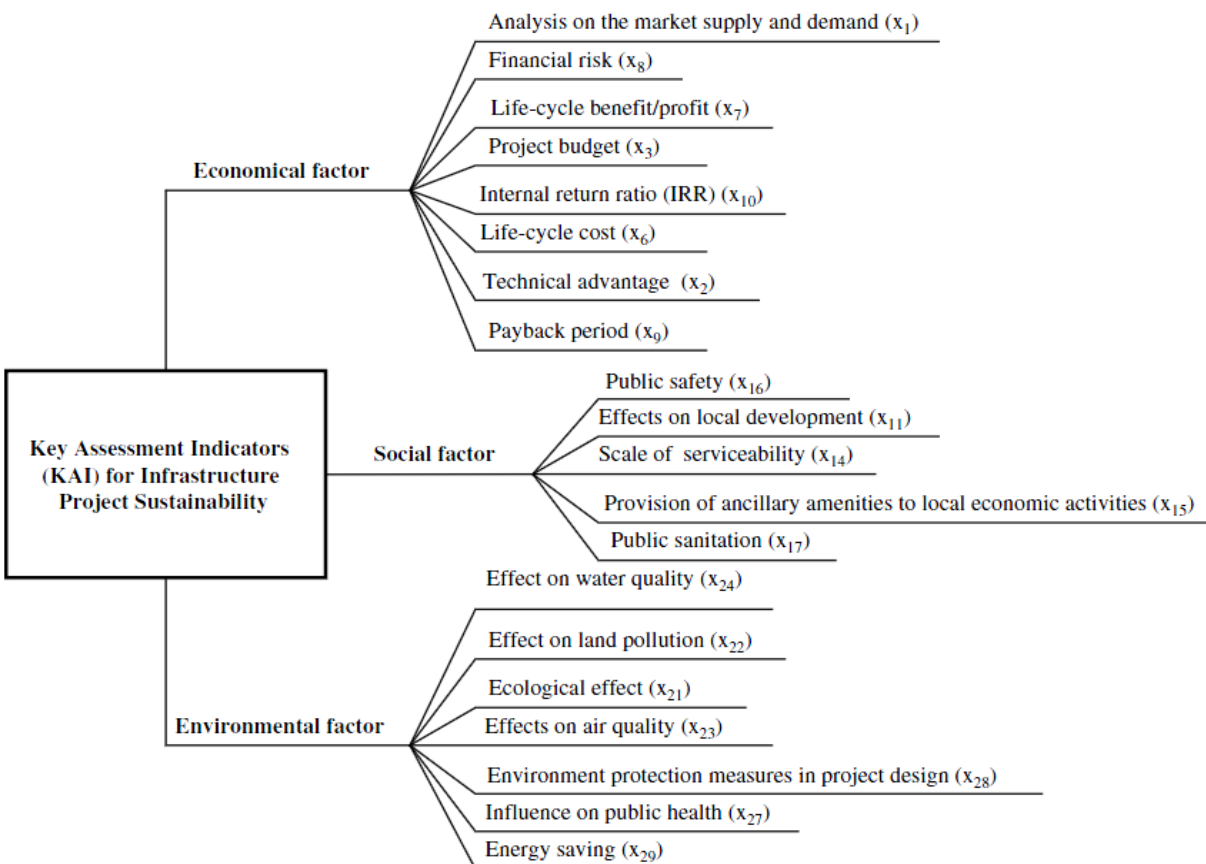 Analysis on the market supply and demand (x₁)
Financial risk (x₈)
Life-cycle benefit/profit (x₇)
Project budget (x₃)
Economical factor
Internal return ratio (IRR) (x₁₀)
Life-cycle cost (x₆)
Technical advantage (x₂)
Payback period (x₉)
Public safety (x₁₆)
Effects on local development (x₁₁)
Key Assessment Indicators
(KAI) for Infrastructure
Project Sustainability
Social factor
Scale of serviceability (x₁₄)
Provision of ancillary amenities to local economic activities (x₁₅)
Public sanitation (x₁₇)
Effect on water quality (x₂₄)
Effect on land pollution (x₂₂)
Ecological effect (x₂₁)
Environmental factor
Effects on air quality (x₂₃)
Environment protection measures in project design (x₂₈)
Influence on public health (x₂₇)
Energy saving (x₂₉)